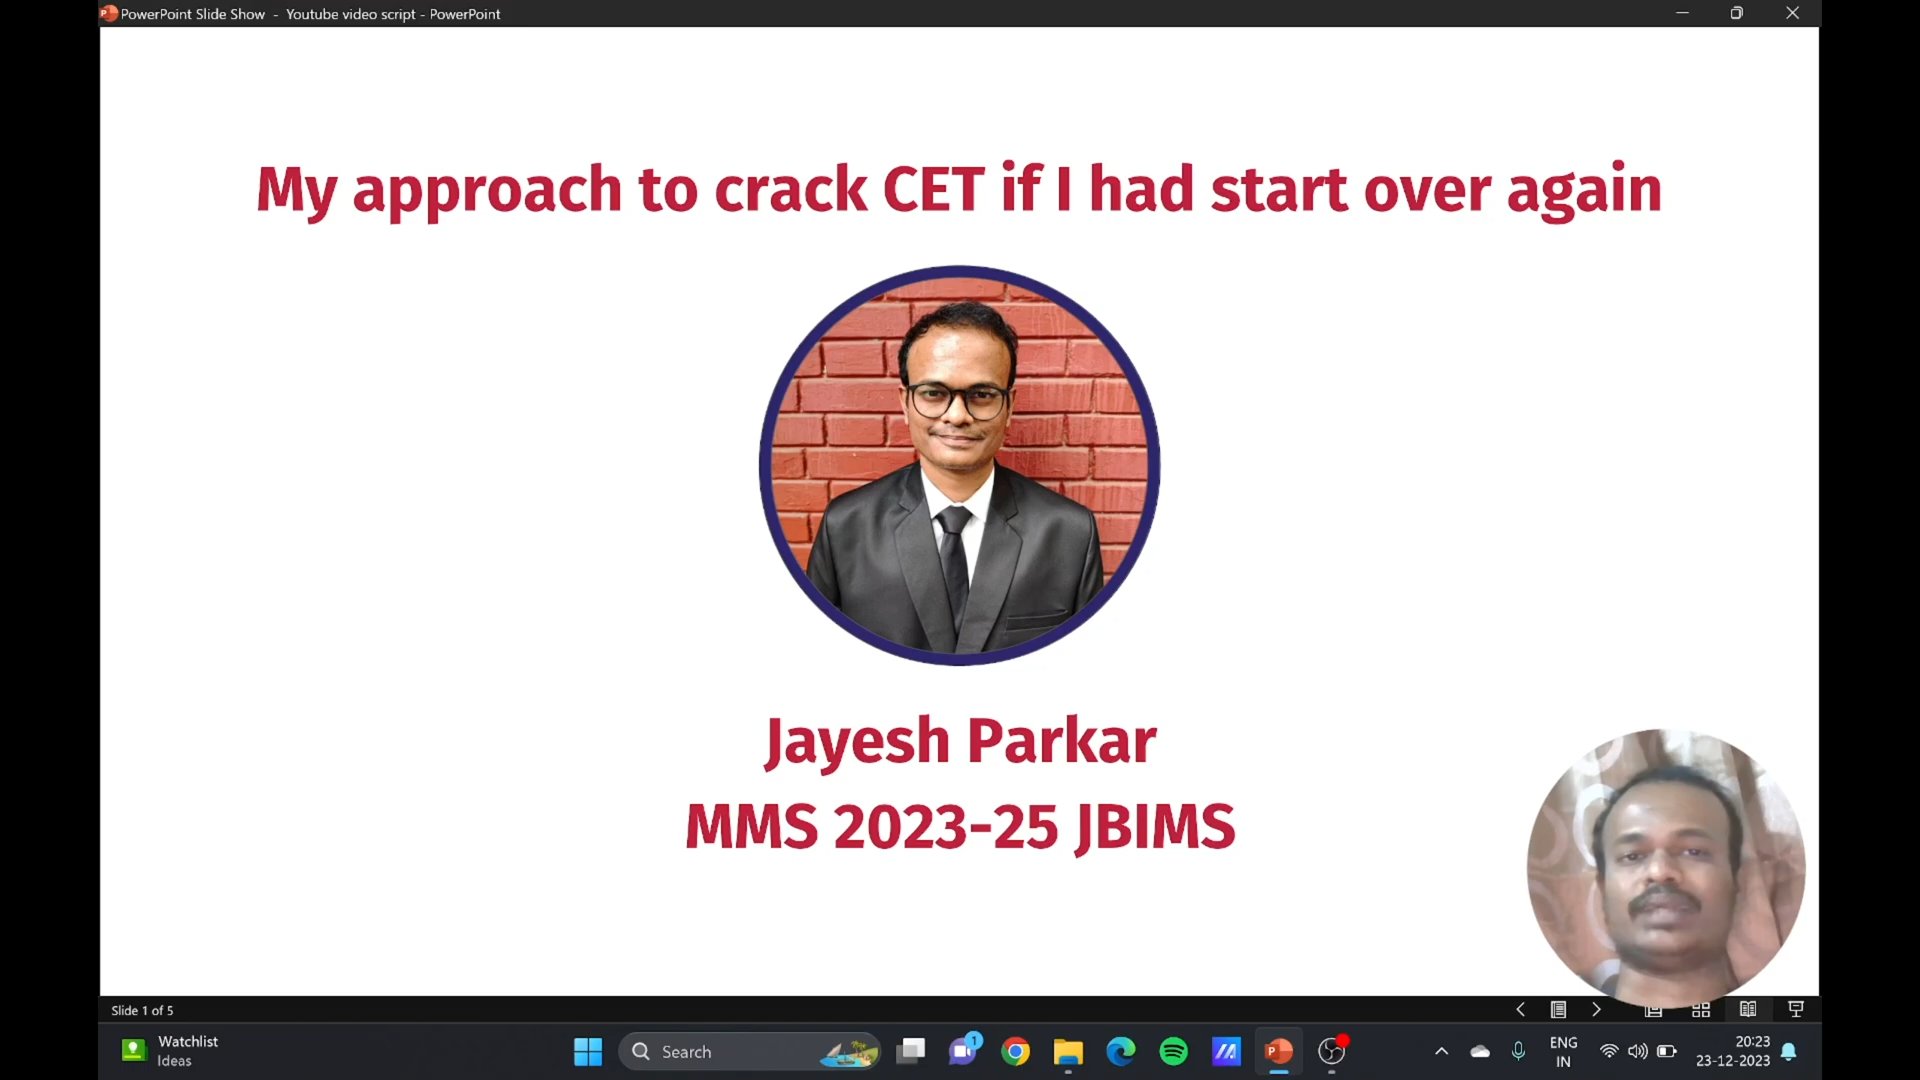 PowerPoint Slide Show - Youtube video script - PowerPoint
My approach to crack CET if I had start over again
Jayesh Parkar
MMS 2023-25 JBIMS
Slide 1 of 5
Watchlist
Ideas
Search
1
ENG
IN
20:23
23-12-2023